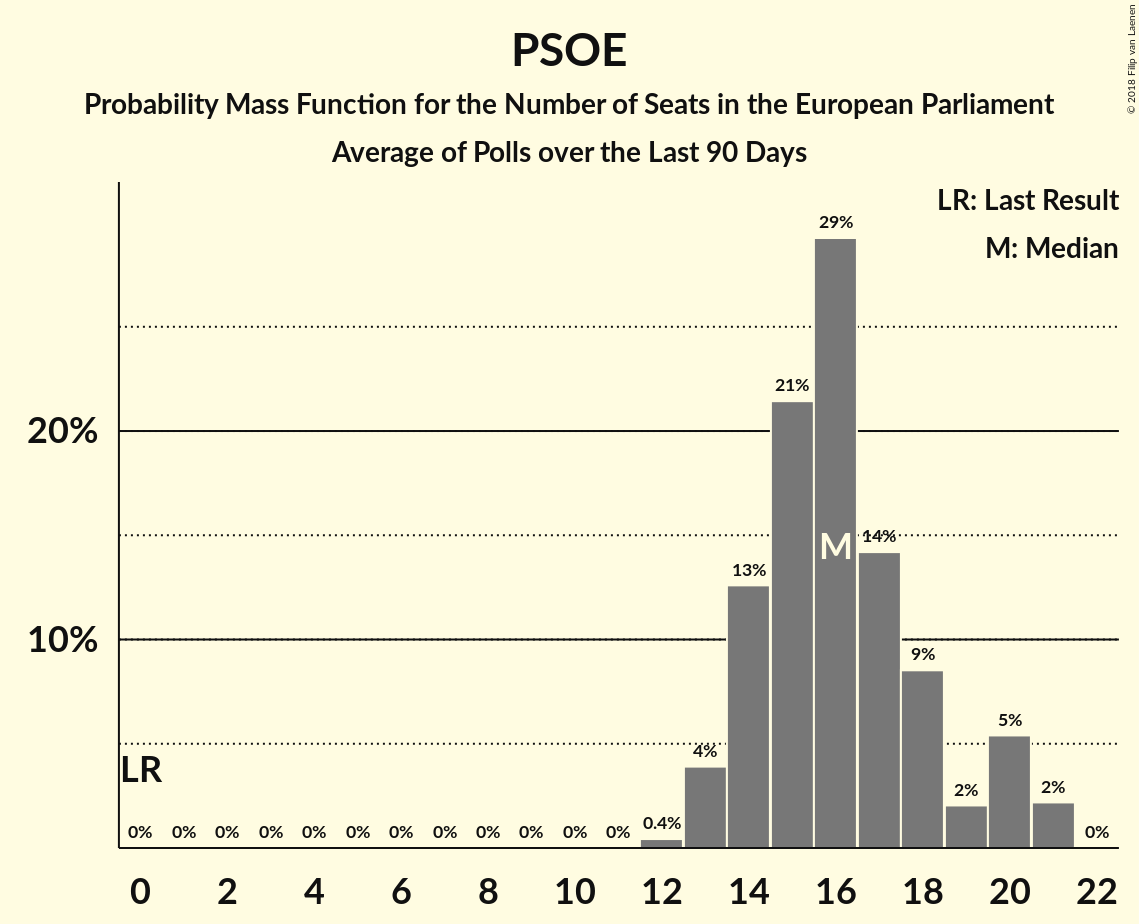 PSOE
Probability Mass Function for the Number of Seats in the European Parliament
Average of Polls over the Last 90 Days
© 2018 Filip van Laenen
LR: Last Result
M: Median
29%
21%
20%
M
14%
13%
10%
9%
5%
4%
LR
2%
2%
0.4%
0% 0% 0% 0% 0% 0% 0% 0% 0% 0% 0% 0% 0%
0 2 4 6 8 10 12 14 16 18 20 22